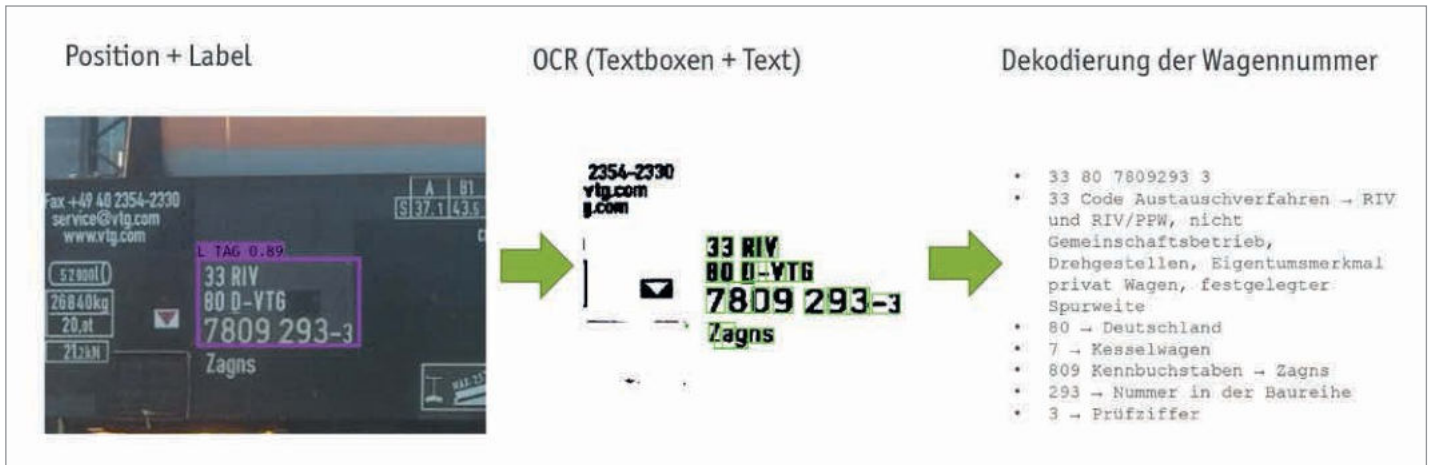 Position + Label
OCR (Textboxen + Text)
Dekodierung der Wagennummer
Fax +49 40 2354-2330
service@vtg.com
www.vtg.com
A B1
S 37.1 43.5
L TAG 0.89
33 RIV
80 D-VTG
7809 293-3
Zagns
52900l
26840kg
20,0t
21,2kN
2354-2330
vtg.com
g.com
33 RIV
80 D-VTG
7809 293-3
Zagns
• 33 80 7809293 3
• 33 Code Austauschverfahren → RIV
und RIV/PPW, nicht
Gemeinschaftsbetrieb,
Drehgestellen, Eigentumsmerkmal
privat Wagen, festgelegter
Spurweite
• 80 → Deutschland
• 7 → Kesselwagen
• 809 Kennbuchstaben → Zagns
• 293 → Nummer in der Baureihe
• 3 → Prüfziffer